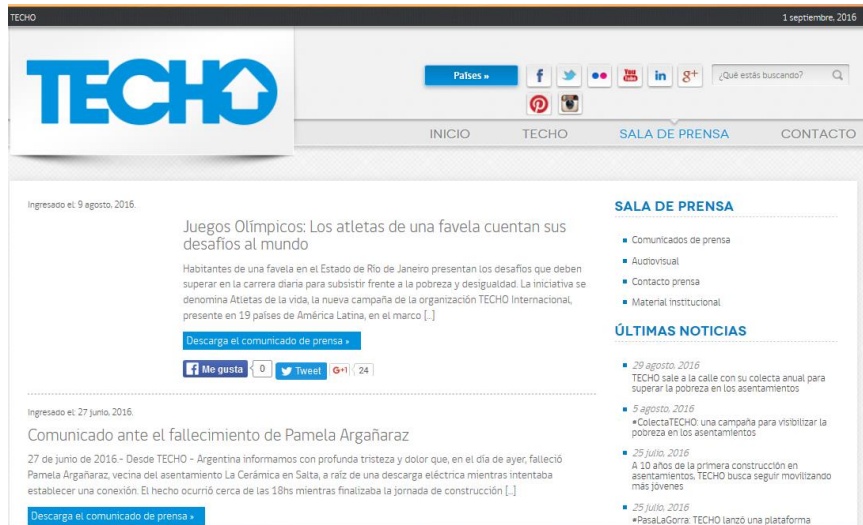 TECHO
1 septiembre, 2016
TECHO
Países »
You
Tube
¿Qué estás buscando?
INICIO
TECHO
SALA DE PRENSA
CONTACTO
Ingresado el: 9 agosto, 2016.
Juegos Olímpicos: Los atletas de una favela cuentan sus
desafíos al mundo
Habitantes de una favela en el Estado de Río de Janeiro presentan los desafíos que deben
superar en la carrera diaria para subsistir frente a la pobreza y desigualdad. La iniciativa se
denomina Atletas de la vida, la nueva campaña de la organización TECHO Internacional,
presente en 19 países de América Latina, en el marco [...]
Descarga el comunicado de prensa »
Me gusta
0
Tweet
G+1
24
Ingresado el: 27 junio, 2016.
Comunicado ante el fallecimiento de Pamela Argañaraz
27 de junio de 2016.- Desde TECHO - Argentina informamos con profunda tristeza y dolor que, en el día de ayer, falleció
Pamela Argañaraz, vecina del asentamiento La Cerámica en Salta, a raíz de una descarga eléctrica mientras intentaba
establecer una conexión. El hecho ocurrió cerca de las 18hs mientras finalizaba la jornada de construcción [...]
Descarga el comunicado de prensa »
SALA DE PRENSA
Comunicados de prensa
Audiovisual
Contacto prensa
Material institucional
ÚLTIMAS NOTICIAS
29 agosto, 2016
TECHO sale a la calle con su colecta anual para
superar la pobreza en los asentamientos
5 agosto, 2016
#ColectaTECHO: una campaña para visibilizar la
pobreza en los asentamientos
25 julio, 2016
A 10 años de la primera construcción en
asentamientos, TECHO busca seguir movilizando
más jóvenes
25 julio, 2016
#PasaLaGorra: TECHO lanzó una plataforma